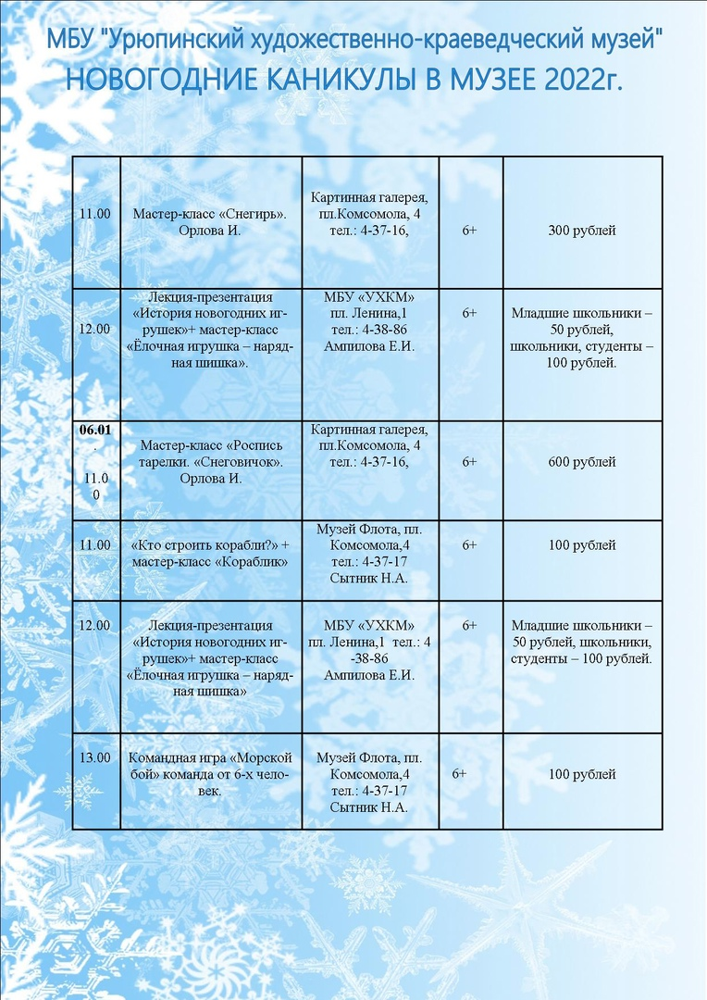 МБУ "Урюпинский художественно-краеведческий музей"
НОВОГОДНИЕ КАНИКУЛЫ В МУЗЕЕ 2022г.
11.00
Мастер-класс «Снегирь».
Орлова И.
Картинная галерея,
пл.Комсомола, 4
тел.: 4-37-16,
6+
300 рублей
12.00
Лекция-презентация
«История новогодних иг-
рушек»+ мастер-класс
«Ёлочная игрушка – наряд-
ная шишка».
МБУ «УХКМ»
пл. Ленина,1
тел.: 4-38-86
Ампилова Е.И.
6+
Младшие школьники –
50 рублей,
школьники, студенты –
100 рублей.
06.01
.
11.0
0
Мастер-класс «Роспись
тарелки. «Снеговичок».
Орлова И.
Картинная галерея,
пл.Комсомола, 4
тел.: 4-37-16,
6+
600 рублей
11.00
«Кто строить корабли?» +
мастер-класс «Кораблик»
Музей Флота, пл.
Комсомола,4
тел.: 4-37-17
Сытник Н.А.
6+
100 рублей
12.00
Лекция-презентация
«История новогодних иг-
рушек»+ мастер-класс
«Ёлочная игрушка – наряд-
ная шишка»
МБУ «УХКМ»
пл. Ленина,1 тел.: 4
-38-86
Ампилова Е.И.
6+
Младшие школьники –
50 рублей, школьники,
студенты – 100 рублей.
13.00
Командная игра «Морской
бой» команда от 6-х чело-
век.
Музей Флота, пл.
Комсомола,4
тел.: 4-37-17
Сытник Н.А.
6+
100 рублей